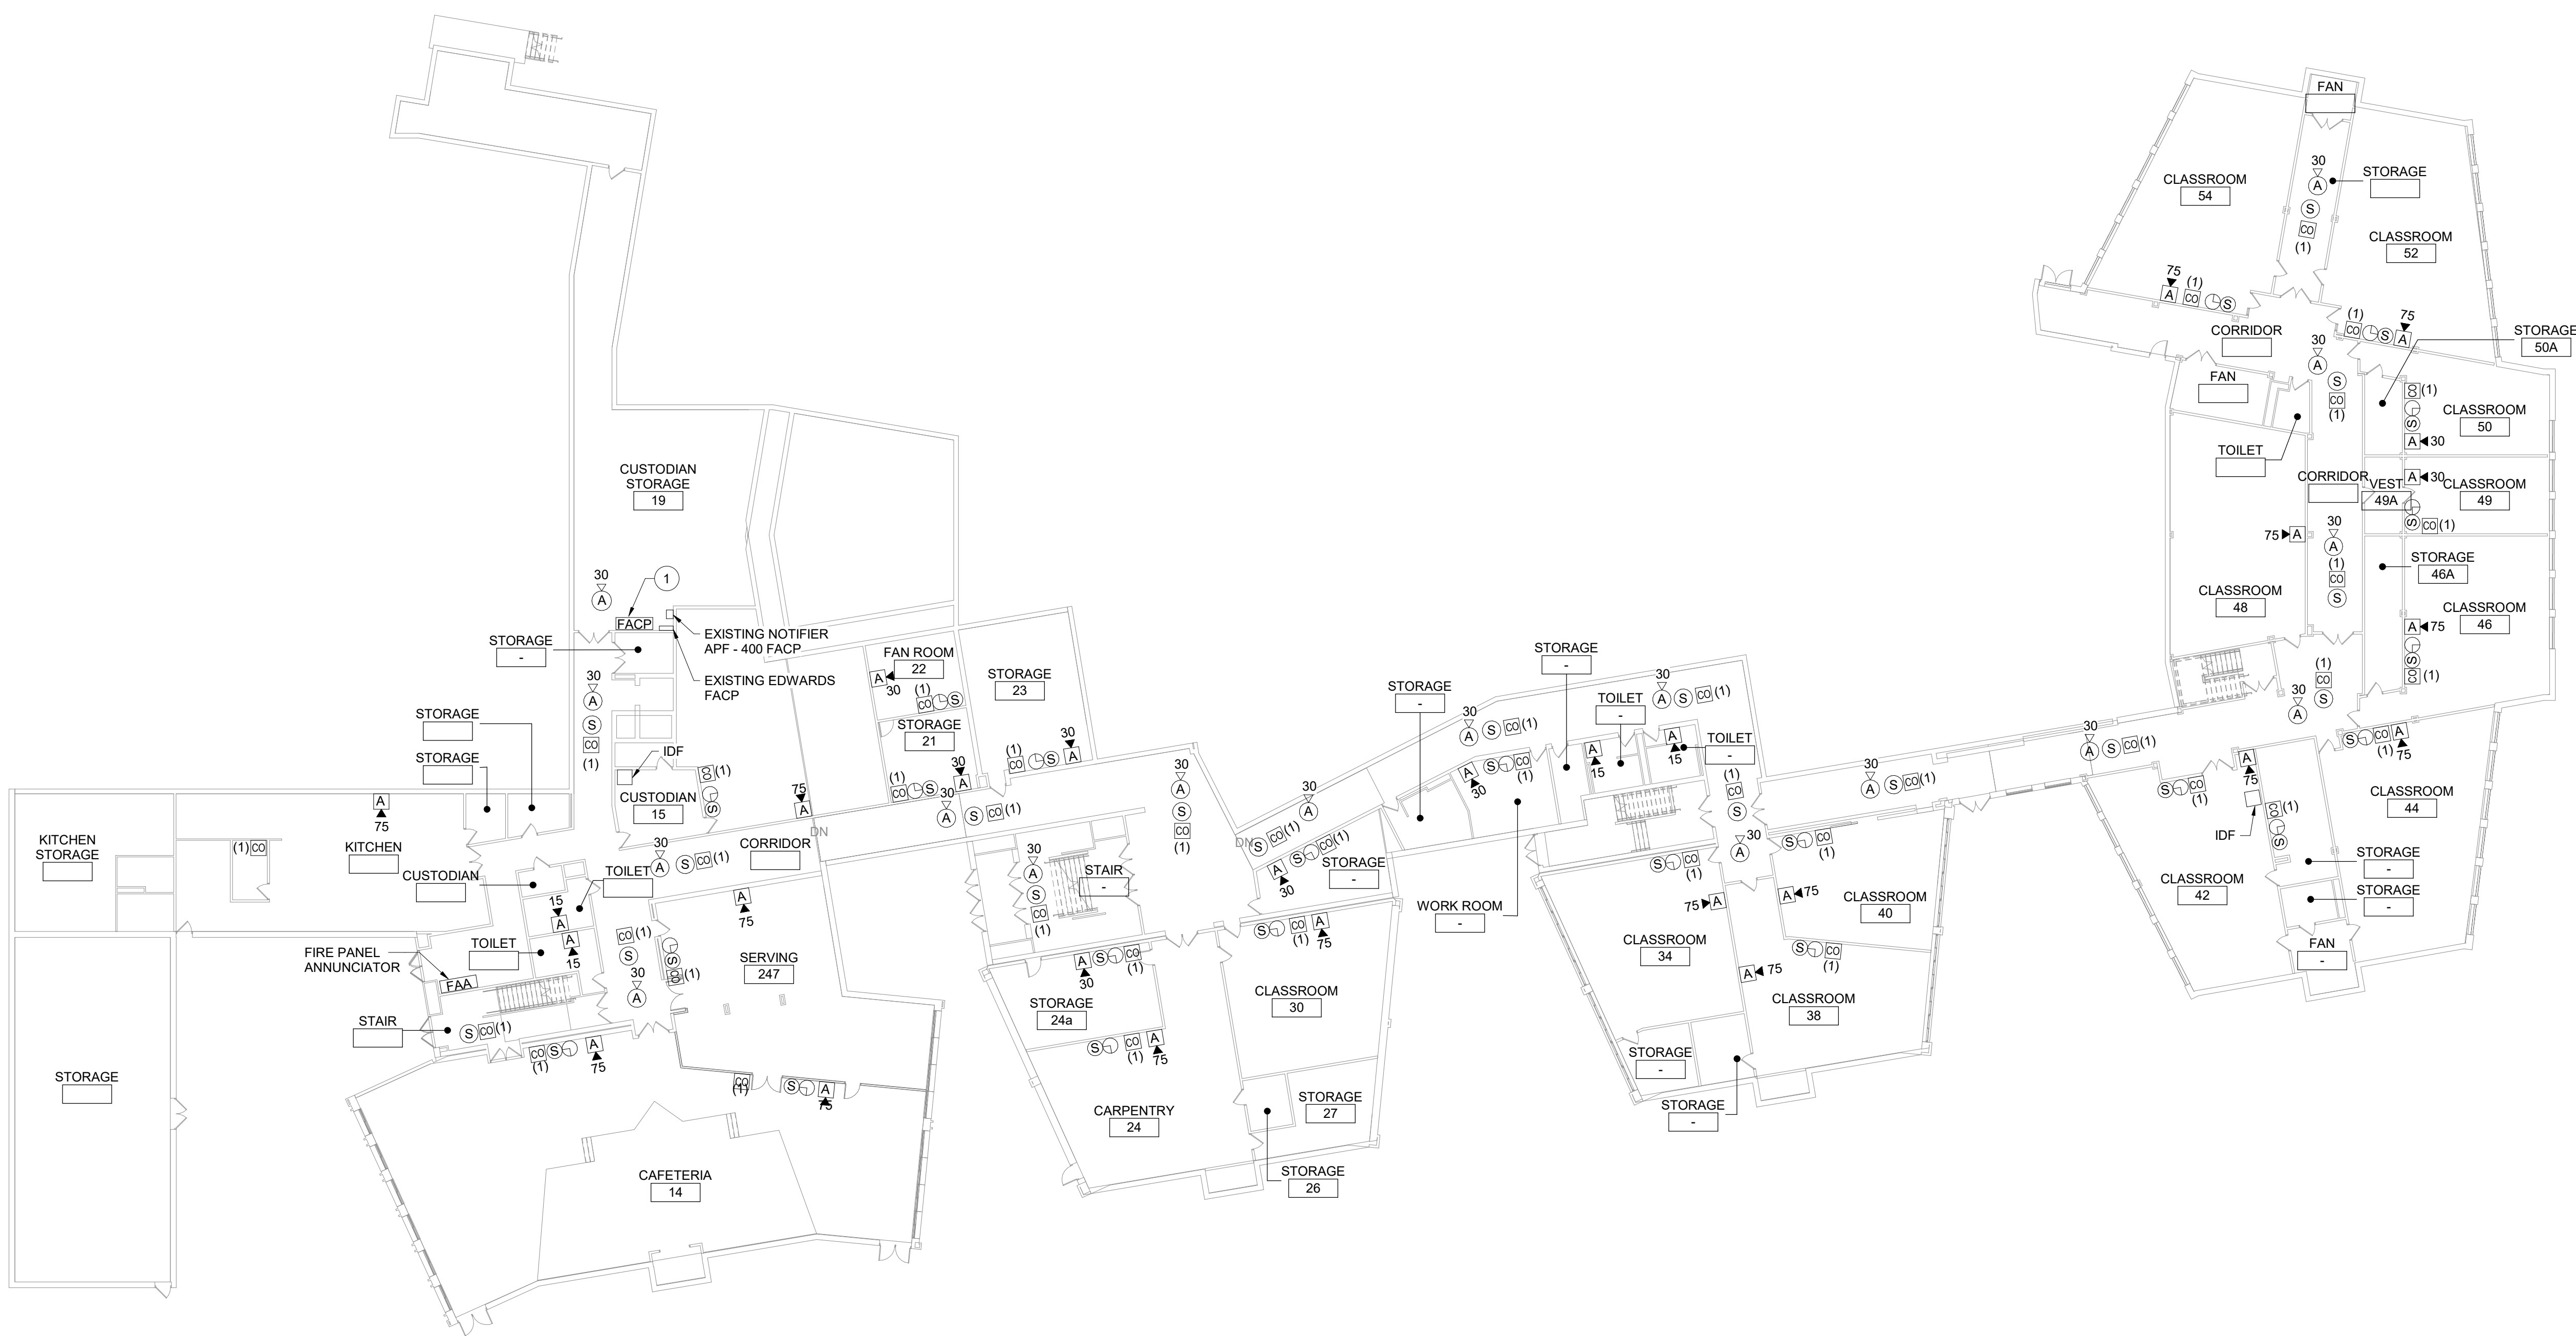 FAN
CLASSROOM
54
30
A
S
CO
(1)
STORAGE
CLASSROOM
52
75
A
(1)
CO
S
(1)
CO
S
75
A
CORRIDOR
STORAGE
50A
30
A
S
CO
(1)
FAN
TOILET
CO
(1)
S
A
30
CLASSROOM
50
CORRIDOR
VEST
49A
A
30
CLASSROOM
49
S
CO
(1)
75
A
30
A
(1)
CO
S
STORAGE
46A
CLASSROOM
48
CLASSROOM
46
A
75
S
CO
(1)
(1)
CO
S
30
A
CUSTODIAN
STORAGE
19
30
A
1
FACP
EXISTING NOTIFIER
APF - 400 FACP
EXISTING EDWARDS
FACP
STORAGE
-
30
A
S
CO
(1)
STORAGE
STORAGE
IDF
CO
(1)
S
CUSTODIAN
15
FAN ROOM
22
A
30
(1)
CO
S
STORAGE
23
STORAGE
21
(1)
CO
S
30
A
(1)
CO
S
30
A
75
A
DN
30
A
S
CO
(1)
CORRIDOR
30
A
S
CO
(1)
KITCHEN
STORAGE
(1)
CO
KITCHEN
A
75
CUSTODIAN
TOILET
15
A
A
15
TOILET
FIRE PANEL
ANNUNCIATOR
FAA
STAIR
S
CO
(1)
STORAGE
CO
(1)
S
30
A
S
CO
(1)
A
75
SERVING
247
CO
(1)
S
A
75
CO
(1)
S
A
75
CAFETERIA
14
30
A
S
CO
(1)
30
A
S
CO
(1)
STAIR
-
A
30
S
CO
(1)
STORAGE
24a
S
CO
(1)
A
75
CARPENTRY
24
S
CO
(1)
A
75
CLASSROOM
30
STORAGE
27
STORAGE
26
DN
S
CO
(1)
30
A
A
30
S
CO
(1)
STORAGE
-
STORAGE
-
30
A
S
CO
(1)
A
30
S
CO
(1)
WORK ROOM
-
STORAGE
-
TOILET
-
A
15
30
A
S
CO
(1)
A
15
TOILET
-
(1)
CO
S
30
A
S
CO
(1)
S
CO
(1)
75
A
A
75
CLASSROOM
40
CLASSROOM
34
A
75
S
CO
(1)
CLASSROOM
38
STORAGE
-
STORAGE
-
30
A
S
CO
(1)
30
A
S
CO
(1)
S
CO
(1)
A
75
IDF
CO
(1)
S
S
CO
(1)
A
75
CLASSROOM
44
CLASSROOM
42
STORAGE
-
STORAGE
-
FAN
-